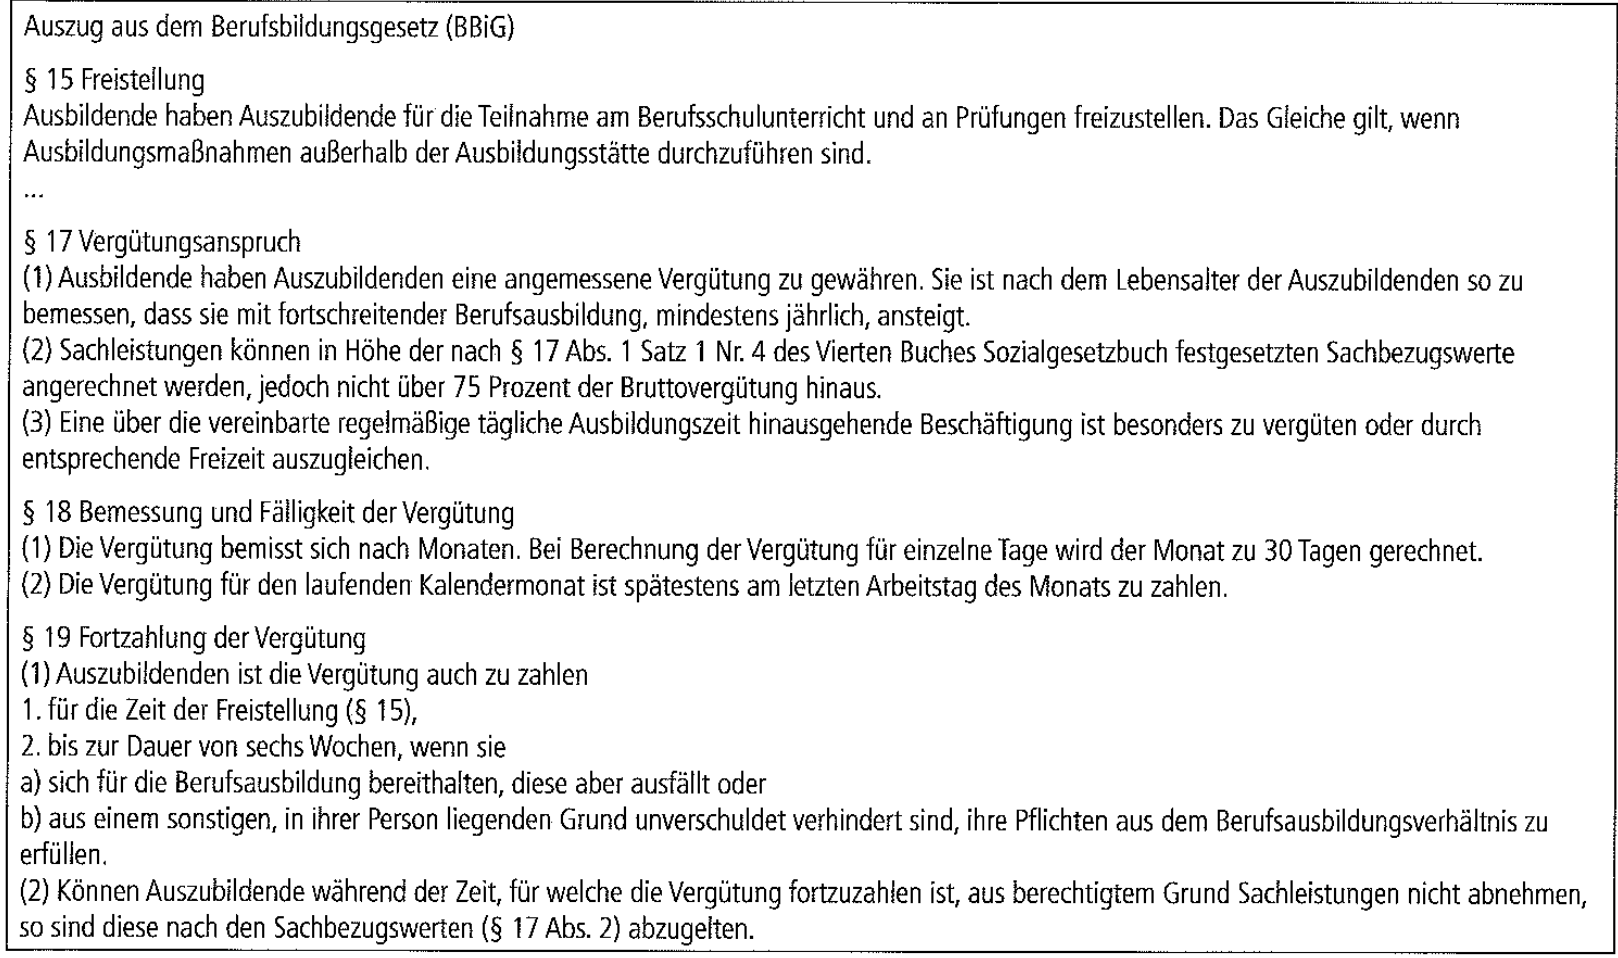 Auszug aus dem Berufsbildungsgesetz (BBiG)
§ 15 Freistellung
Ausbildende haben Auszubildende für die Teilnahme am Berufsschulunterricht und an Prüfungen freizustellen. Das Gleiche gilt, wenn
Ausbildungsmaßnahmen außerhalb der Ausbildungsstätte durchzuführen sind.
...
§ 17 Vergütungsanspruch
(1) Ausbildende haben Auszubildenden eine angemessene Vergütung zu gewähren. Sie ist nach dem Lebensalter der Auszubildenden so zu
bemessen, dass sie mit fortschreitender Berufsausbildung, mindestens jährlich, ansteigt.
(2) Sachleistungen können in Höhe der nach § 17 Abs. 1 Satz 1 Nr. 4 des Vierten Buches Sozialgesetzbuch festgesetzten Sachbezugswerte
angerechnet werden, jedoch nicht über 75 Prozent der Bruttovergütung hinaus.
(3) Eine über die vereinbarte regelmäßige tägliche Ausbildungszeit hinausgehende Beschäftigung ist besonders zu vergüten oder durch
entsprechende Freizeit auszugleichen.
§ 18 Bemessung und Fälligkeit der Vergütung
(1) Die Vergütung bemisst sich nach Monaten. Bei Berechnung der Vergütung für einzelne Tage wird der Monat zu 30 Tagen gerechnet.
(2) Die Vergütung für den laufenden Kalendermonat ist spätestens am letzten Arbeitstag des Monats zu zahlen.
§ 19 Fortzahlung der Vergütung
(1) Auszubildenden ist die Vergütung auch zu zahlen
1. für die Zeit der Freistellung (§ 15),
2. bis zur Dauer von sechs Wochen, wenn sie
a) sich für die Berufsausbildung bereithalten, diese aber ausfällt oder
b) aus einem sonstigen, in ihrer Person liegenden Grund unverschuldet verhindert sind, ihre Pflichten aus dem Berufsausbildungsverhältnis zu
erfüllen.
(2) Können Auszubildende während der Zeit, für welche die Vergütung fortzuzahlen ist, aus berechtigtem Grund Sachleistungen nicht abnehmen,
so sind diese nach den Sachbezugswerten (§ 17 Abs. 2) abzugelten.